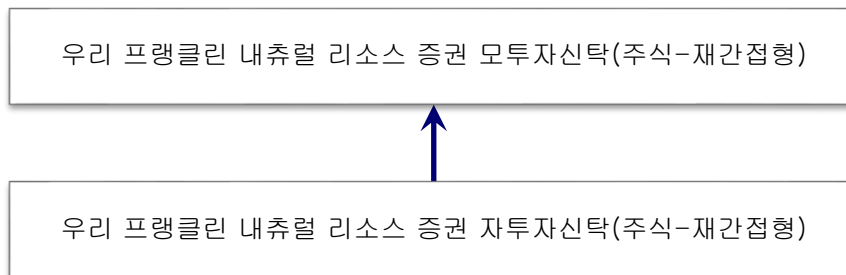 우리 프랭클린 내츄럴 리소스 증권 모투자신탁(주식-재간접형)
우리 프랭클린 내츄럴 리소스 증권 자투자신탁(주식-재간접형)